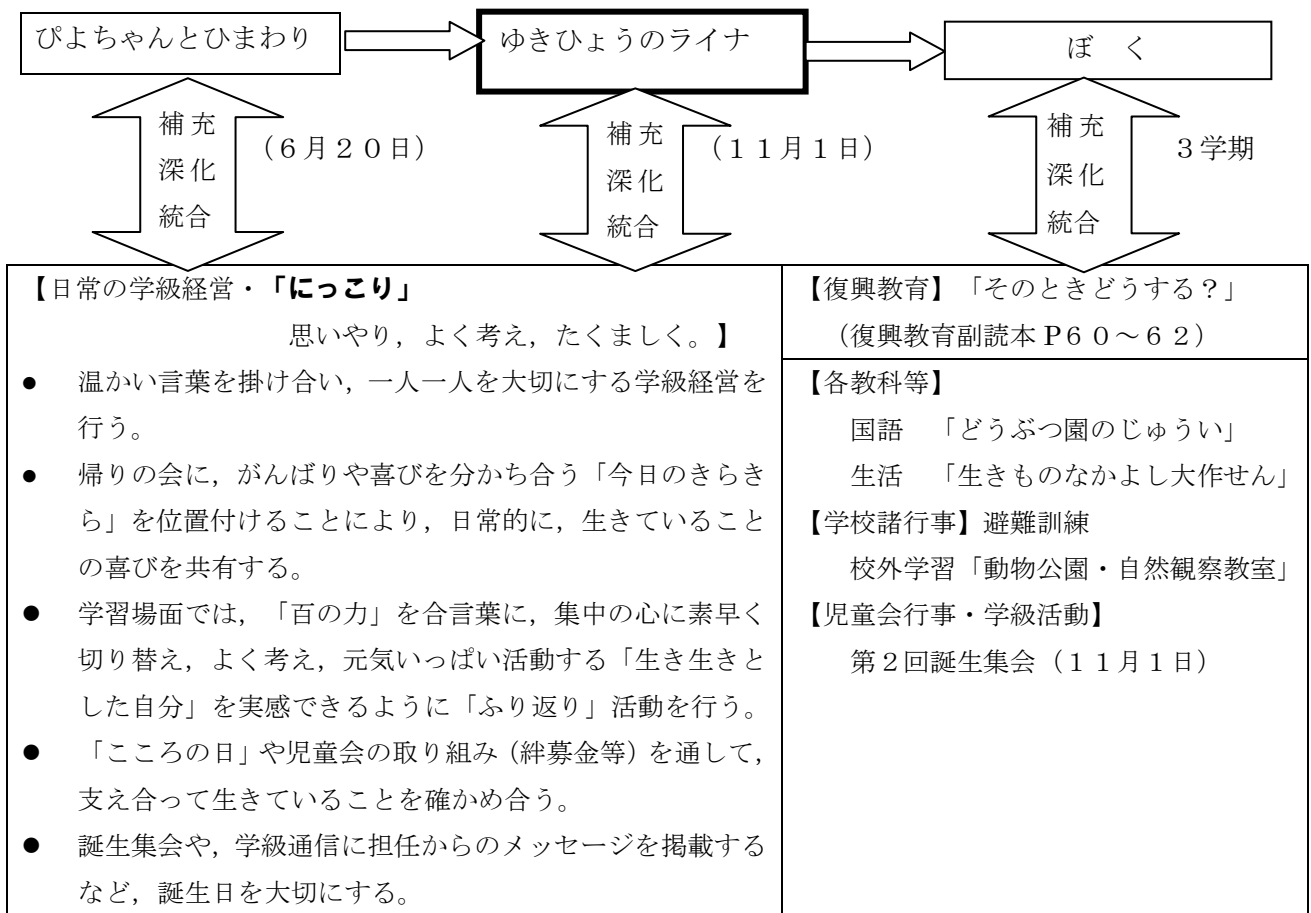 ぴよちゃんとひまわり
ゆきひょうのライナ
ぼ く
補充
深化
統合
(6月20日)
補充
深化
統合
(11月1日)
補充
深化
統合
3学期
【日常の学級経営・「にっこり」
思いやり,よく考え,たくましく。】
● 温かい言葉を掛け合い,一人一人を大切にする学級経営を
行う。
● 帰りの会に,がんばりや喜びを分かち合う「今日のきらき
ら」を位置付けることにより,日常的に,生きていること
の喜びを共有する。
● 学習場面では,「百の力」を合言葉に,集中の心に素早く
切り替え,よく考え,元気いっぱい活動する「生き生きと
した自分」を実感できるように「ふり返り」活動を行う。
● 「こころの日」や児童会の取り組み(絆募金等)を通して,
支え合って生きていることを確かめ合う。
● 誕生集会や,学級通信に担任からのメッセージを掲載する
など,誕生日を大切にする。
【復興教育】「そのときどうする?」
(復興教育副読本P60~62)
【各教科等】
国語 「どうぶつ園のじゅうい」
生活 「生きものなかよし大作せん」
【学校諸行事】避難訓練
校外学習「動物公園・自然観察教室」
【児童会行事・学級活動】
第2回誕生集会(11月1日)